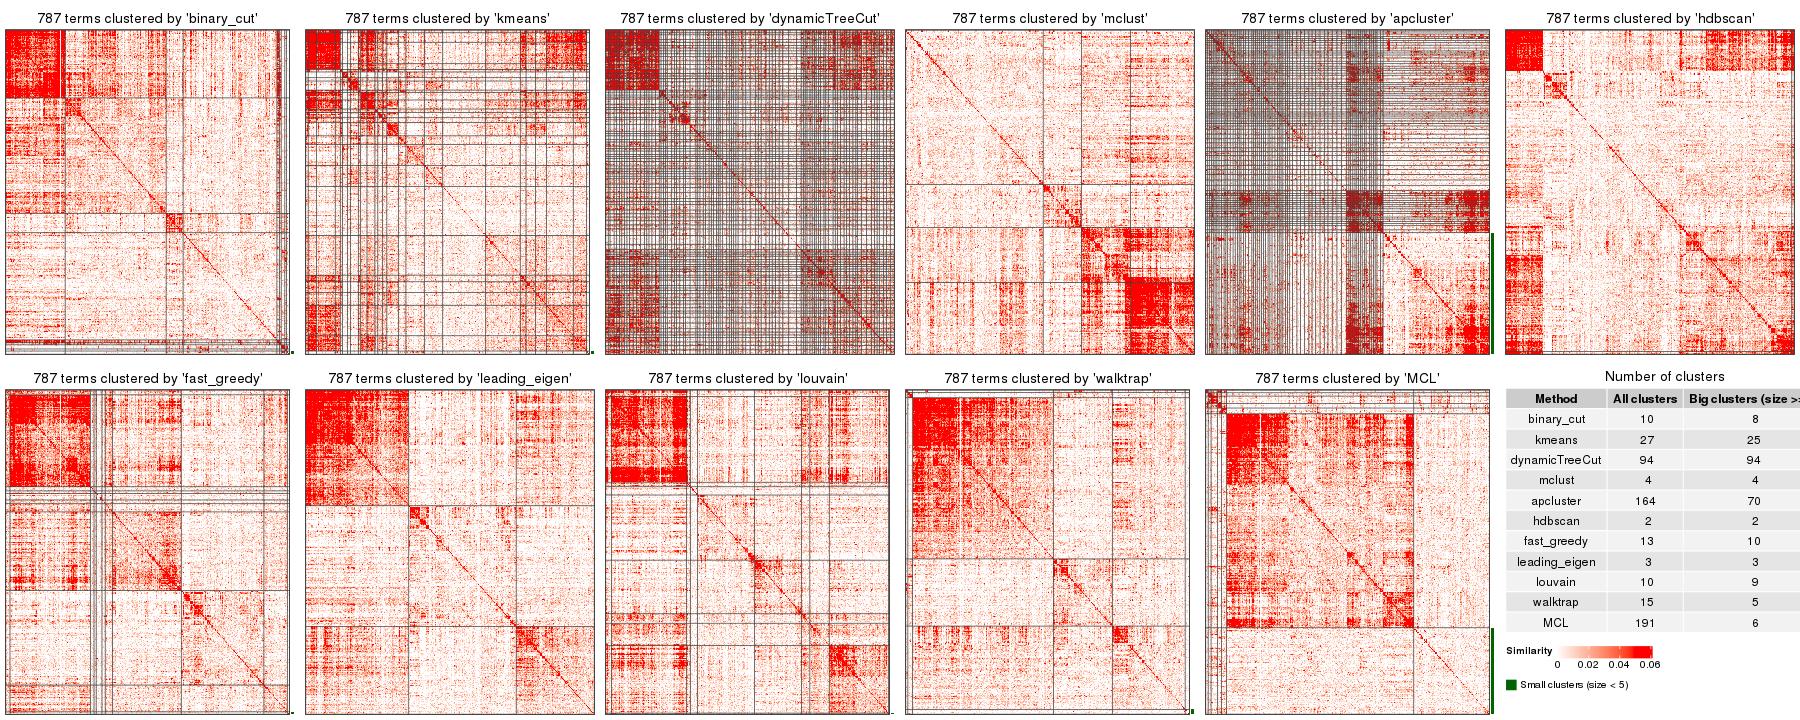 787 terms clustered by 'binary_cut'
787 terms clustered by 'kmeans'
787 terms clustered by 'dynamicTreeCut'
787 terms clustered by 'mclust'
787 terms clustered by 'apcluster'
787 terms clustered by 'hdbscan'
787 terms clustered by 'fast_greedy'
787 terms clustered by 'leading_eigen'
787 terms clustered by 'louvain'
787 terms clustered by 'walktrap'
787 terms clustered by 'MCL'
Number of clusters
Method All clusters Big clusters (size >=
binary_cut 10 8
kmeans 27 25
dynamicTreeCut 94 94
mclust 4 4
apcluster 164 70
hdbscan 2 2
fast_greedy 13 10
leading_eigen 3 3
louvain 10 9
walktrap 15 5
MCL 191 6
Similarity
0 0.02 0.04 0.06
Small clusters (size < 5)